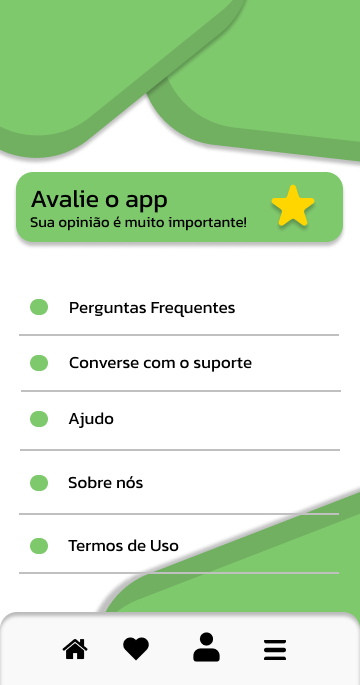 Avalie o app
Sua opinião é muito importante!
Perguntas Frequentes
Converse com o suporte
Ajudo
Sobre nós
Termos de Uso